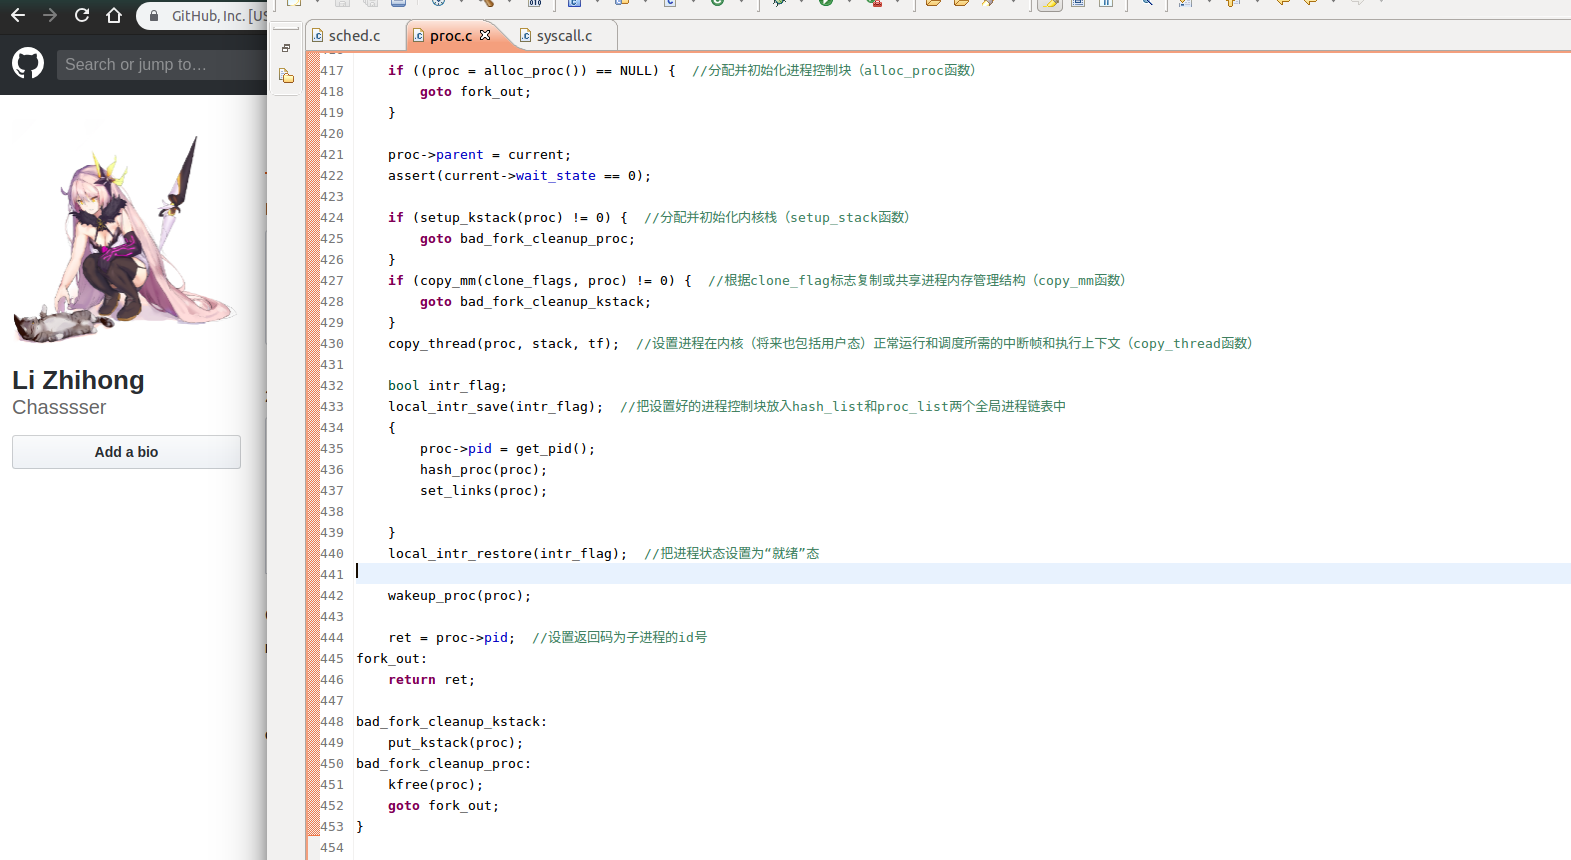 GitHub, Inc. [US
Search or jump to…
Li Zhihong
Chasssser
Add a bio
sched.c
proc.c
syscall.c
417 if ((proc = alloc_proc()) == NULL) { //分配并初始化进程控制块（alloc_proc函数）
418 goto fork_out;
419 }
420
421 proc->parent = current;
422 assert(current->wait_state == 0);
423
424 if (setup_kstack(proc) != 0) { //分配并初始化内核栈（setup_stack函数）
425 goto bad_fork_cleanup_proc;
426 }
427 if (copy_mm(clone_flags, proc) != 0) { //根据clone_flag标志复制或共享进程内存管理结构（copy_mm函数）
428 goto bad_fork_cleanup_kstack;
429 }
430 copy_thread(proc, stack, tf); //设置进程在内核（将来也包括用户态）正常运行和调度所需的中断帧和执行上下文（copy_thread函数）
431
432 bool intr_flag;
433 local_intr_save(intr_flag); //把设置好的进程控制块放入hash_list和proc_list两个全局进程链表中
434 {
435 proc->pid = get_pid();
436 hash_proc(proc);
437 set_links(proc);
438
439 }
440 local_intr_restore(intr_flag); //把进程状态设置为“就绪”态
441
442 wakeup_proc(proc);
443
444 ret = proc->pid; //设置返回码为子进程的id号
445 fork_out:
446 return ret;
447
448 bad_fork_cleanup_kstack:
449 put_kstack(proc);
450 bad_fork_cleanup_proc:
451 kfree(proc);
452 goto fork_out;
453 }
454